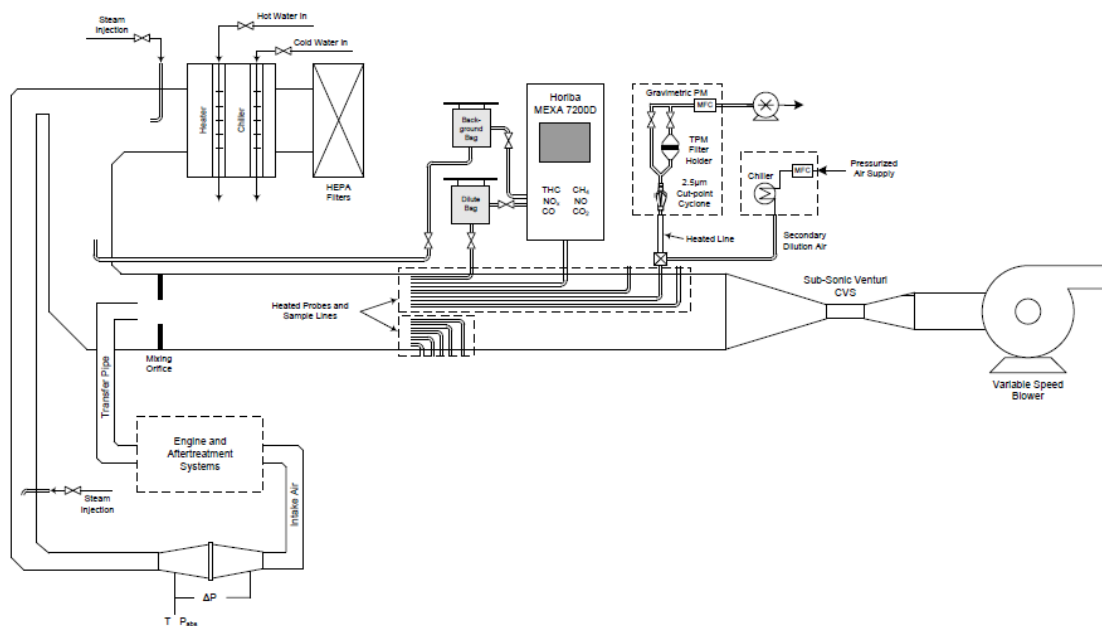 Steam
Injection
Hot Water In
Cold Water In
Heater
Chiller
HEPA
Filters
Back-
ground
Bag
Dilute
Bag
Horiba
MEXA 7200D
THC CH₄
NOₓ NO
CO CO₂
Gravimetric PM
MFC
TPM
Filter
Holder
2.5µm
Cut-point
Cyclone
Heated Line
Chiller
MFC
Pressurized
Air Supply
Secondary
Dilution Air
Sub-Sonic Venturi
CVS
Heated Probes and
Sample Lines
Mixing
Orifice
Variable Speed
Blower
Transfer Pipe
Engine and
Aftertreatment
Systems
Intake Air
Steam
Injection
ΔP
T Pabs